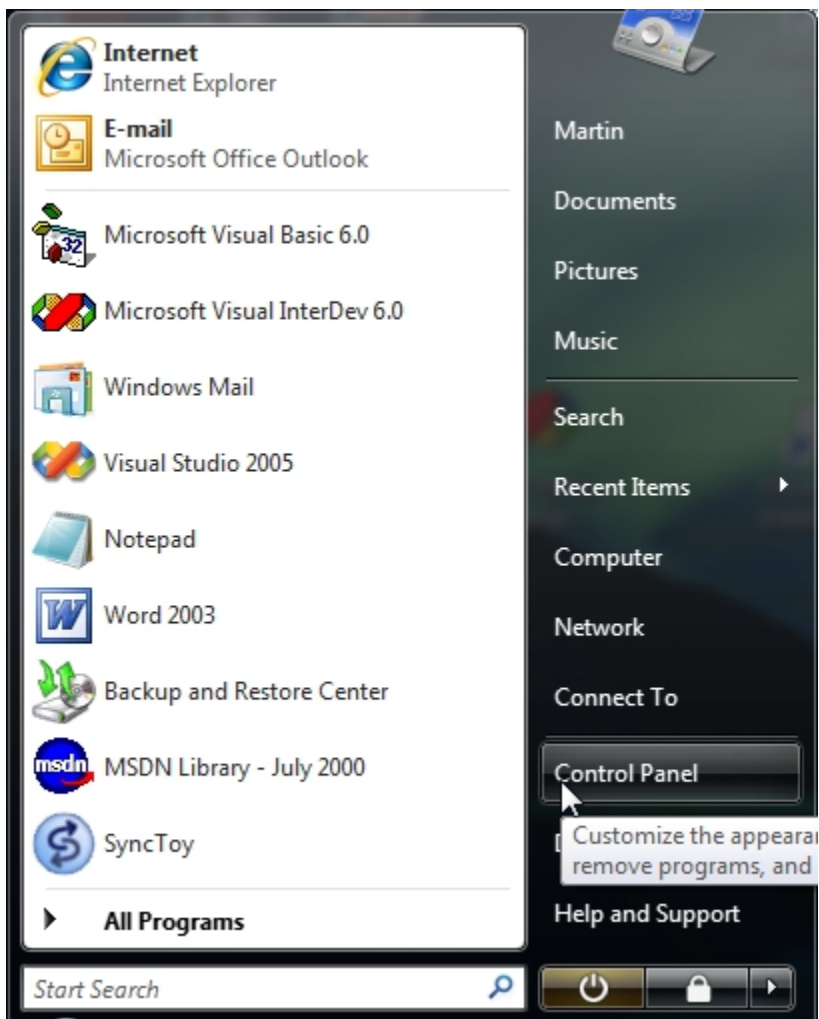 Internet
Internet Explorer
E-mail
Microsoft Office Outlook
32
Microsoft Visual Basic 6.0
Microsoft Visual InterDev 6.0
Windows Mail
Visual Studio 2005
Notepad
W
Word 2003
Backup and Restore Center
msdn
MSDN Library - July 2000
SyncToy
All Programs
Start Search
Martin
Documents
Pictures
Music
Search
Recent Items
Computer
Network
Connect To
Control Panel
Customize the
remove programs, and
Help and Support